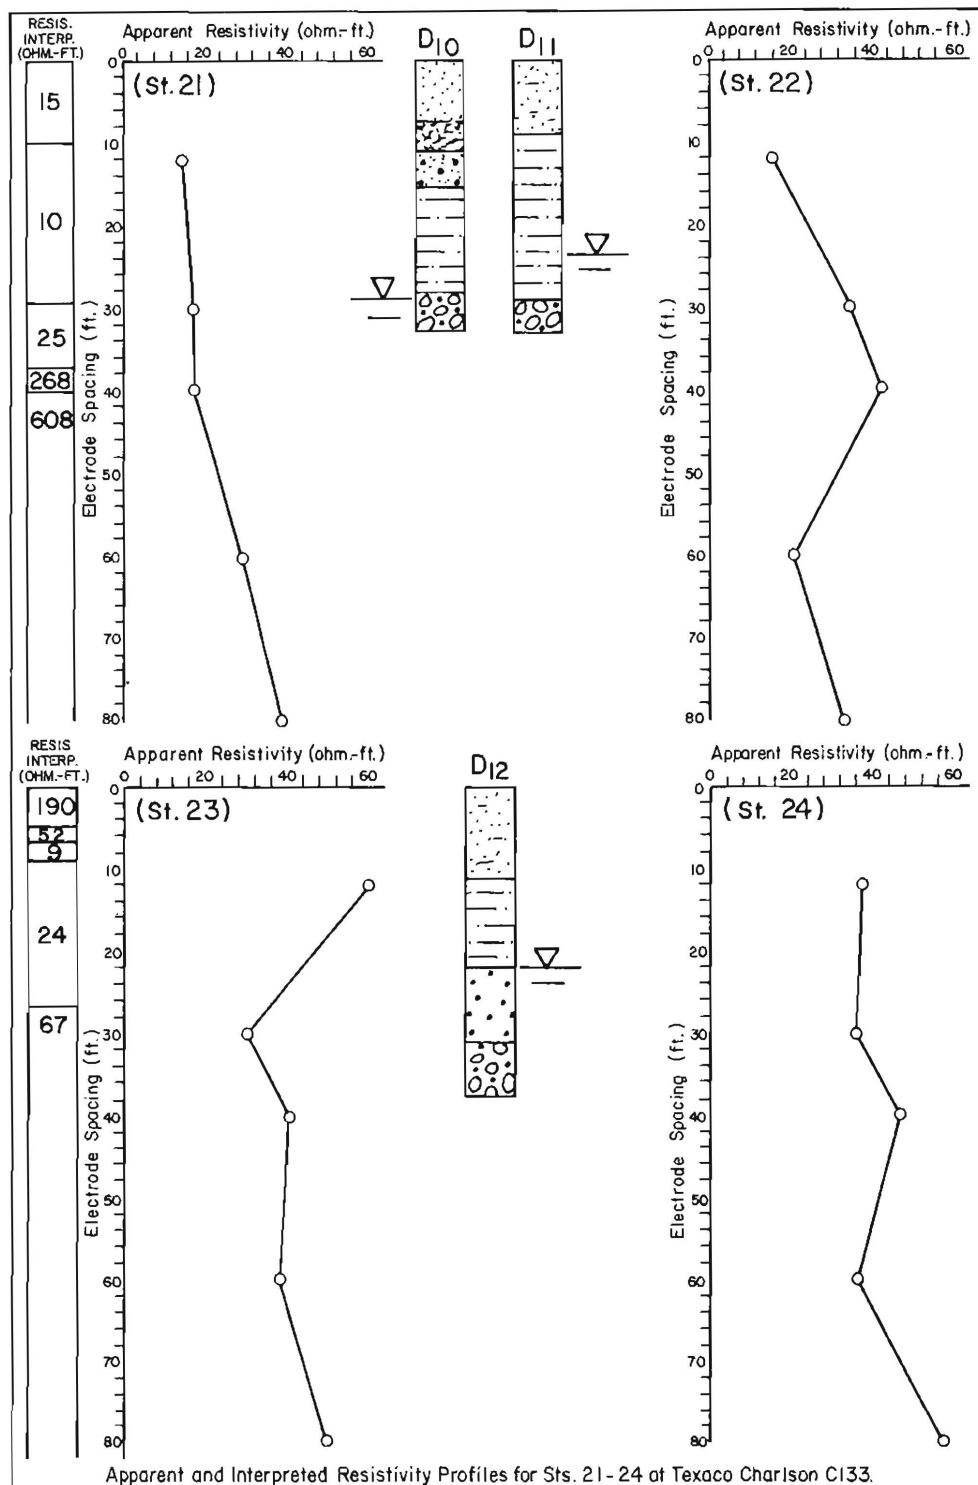 RESIS.
INTERP.
(OHM.-FT.)
Apparent Resistivity (ohm.-ft.)
0 20 40 60
D10
D11
Apparent Resistivity (ohm.-ft.)
0 20 40 60
(St. 21)
(St. 22)
15
10
25
268
608
0
10
20
30
40
50
60
70
80
Electrode Spacing (ft.)
0
10
20
30
40
50
60
70
80
Electrode Spacing (ft.)
RESIS
INTERP.
(OHM.-FT.)
Apparent Resistivity (ohm.-ft.)
0 20 40 60
D12
Apparent Resistivity (ohm.-ft.)
0 20 40 60
(St. 23)
(St. 24)
190
52
9
24
67
0
10
20
30
40
50
60
70
80
Electrode Spacing (ft.)
0
10
20
30
40
50
60
70
80
Electrode Spacing (ft.)
Apparent and Interpreted Resistivity Profiles for Sts. 21-24 at Texaco Charlson C133.